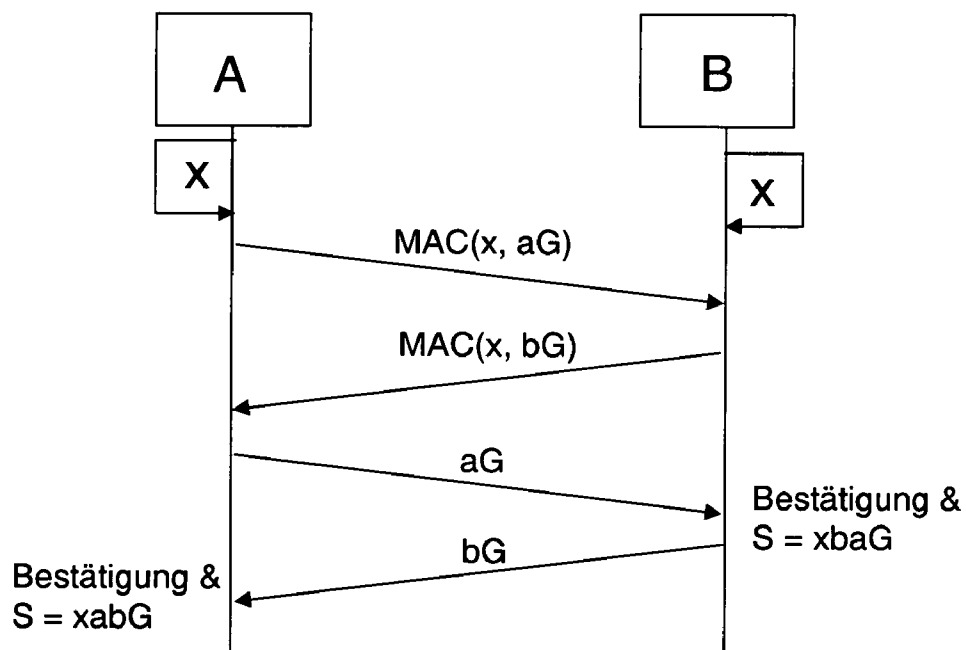 A
B
x
x
MAC(x, aG)
MAC(x, bG)
aG
Bestätigung &
S = xbaG
bG
Bestätigung &
S = xabG